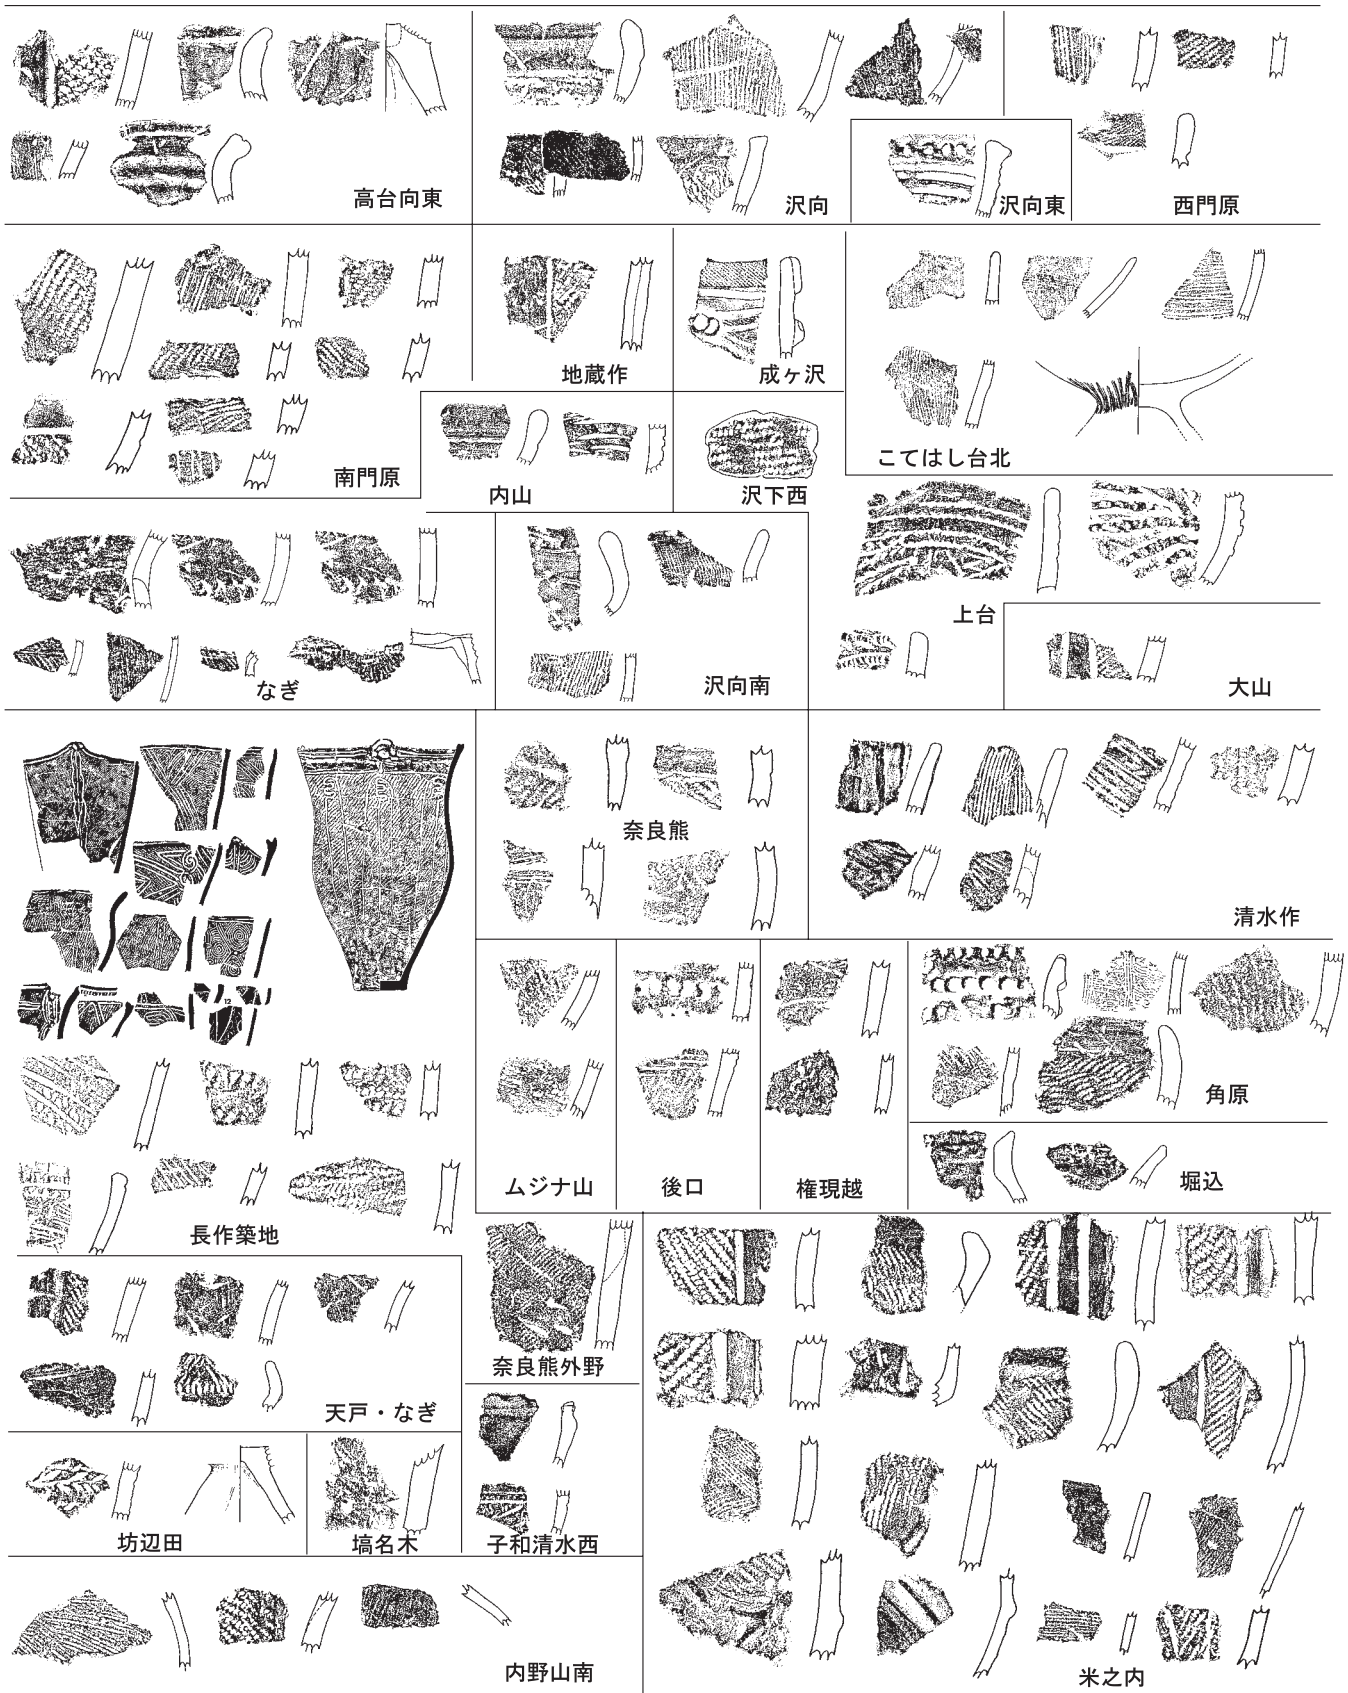 高台向東
沢向
沢向東
西門原
南門原
地蔵作
成ヶ沢
こてはし台北
内山
沢下西
なぎ
沢向南
上台
大山
12
長作築地
奈良熊
清水作
ムジナ山
後口
権現越
角原
堀込
天戸・なぎ
奈良熊外野
坊辺田
塙名木
子和清水西
内野山南
米之内